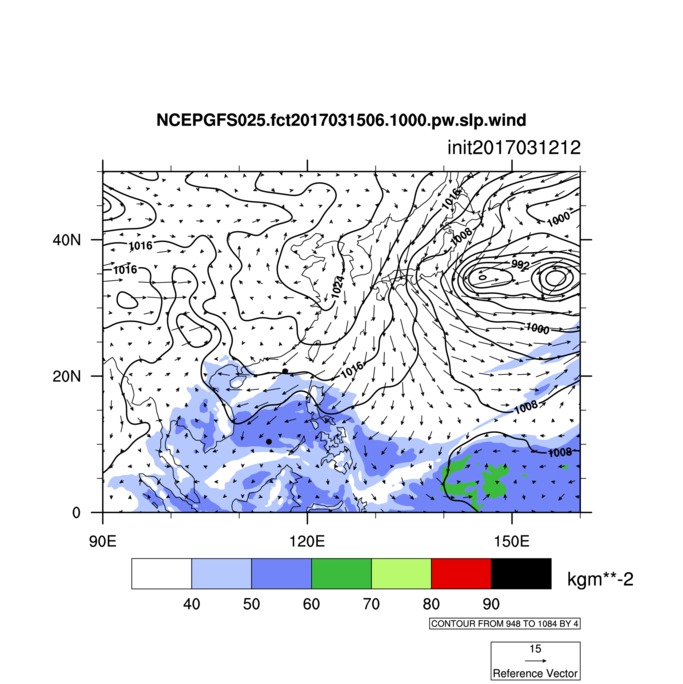 NCEPGFS025.fct2017031506.1000.pw.slp.wind
init2017031212
1016
1000
40N
1008
1016
992
1016
1024
1000
20N
1016
1008
1008
0
90E 120E 150E
kgm**-2
40 50 60 70 80 90
CONTOUR FROM 948 TO 1084 BY 4
15
Reference Vector